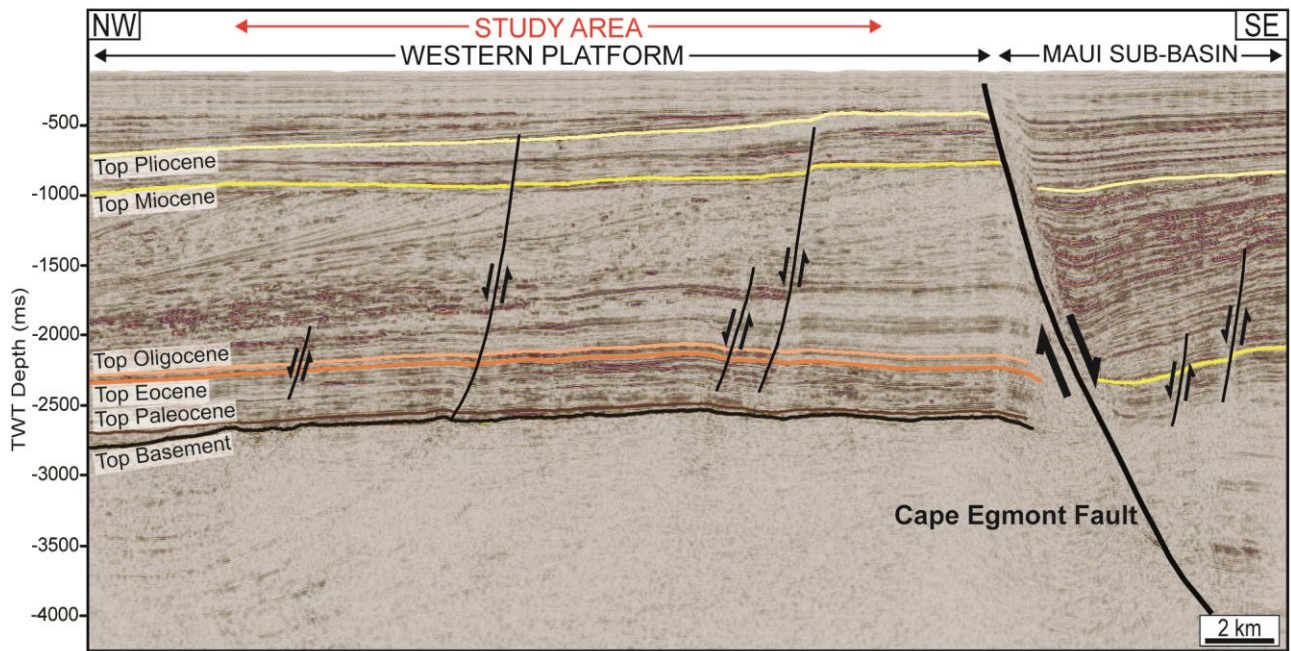 NW
STUDY AREA
SE
WESTERN PLATFORM
MAUI SUB-BASIN
-500
Top Pliocene
-1000
Top Miocene
-1500
TWT Depth (ms)
-2000
Top Oligocene
Top Eocene
-2500
Top Paleocene
Top Basement
-3000
Cape Egmont Fault
-3500
-4000
2 km